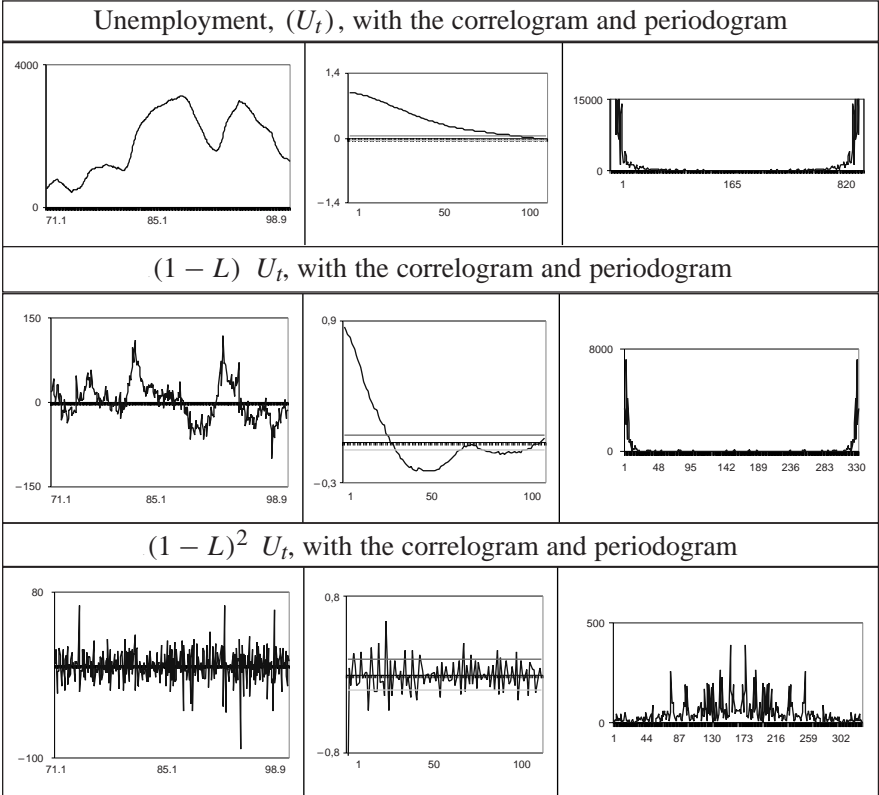 Unemployment, (U_t), with the correlogram and periodogram
4000
0
71.1 85.1 98.9
1,4
0
−1,4
1 50 100
15000
0
1 165 820
(1 − L) U_t, with the correlogram and periodogram
150
0
−150
71.1 85.1 98.9
0,9
−0,3
1 50 100
8000
0
1 48 95 142 189 236 283 330
(1 − L)² U_t, with the correlogram and periodogram
80
−100
71.1 85.1 98.9
0,8
−0,8
1 50 100
500
250
0
1 44 87 130 173 216 259 302